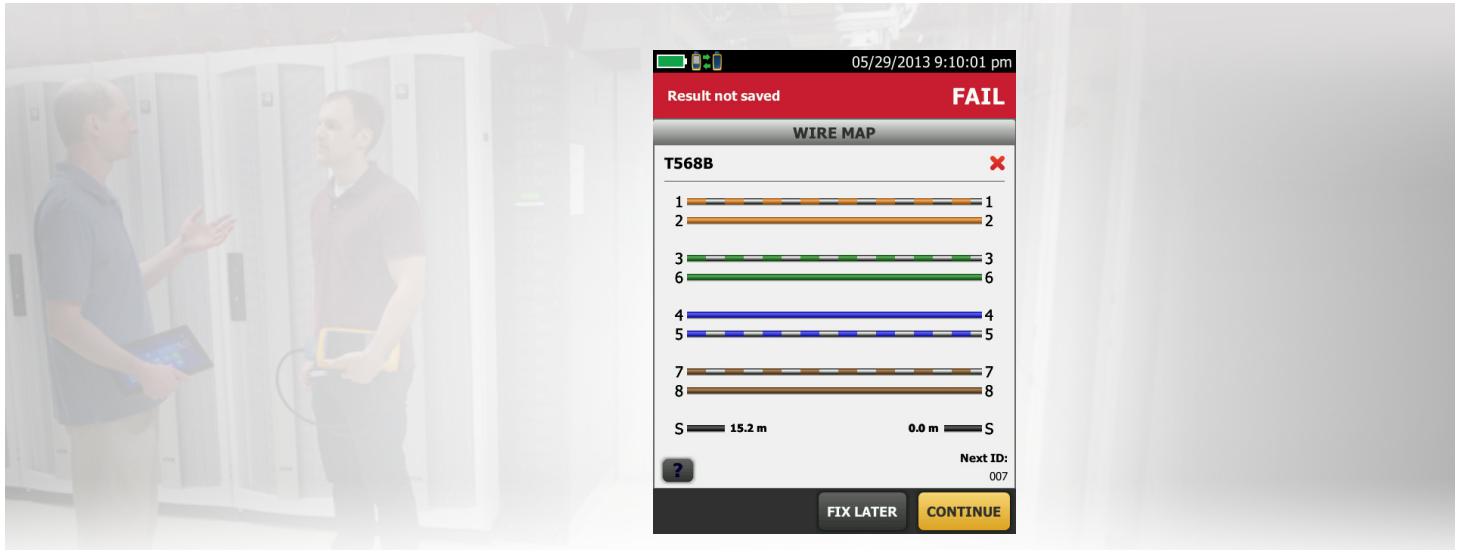 05/29/2013 9:10:01 pm
Result not saved FAIL
WIRE MAP
T568B
1 1
2 2
3 3
6 6
4 4
5 5
7 7
8 8
S 15.2 m 0.0 m S
Next ID:
? 007
FIX LATER CONTINUE